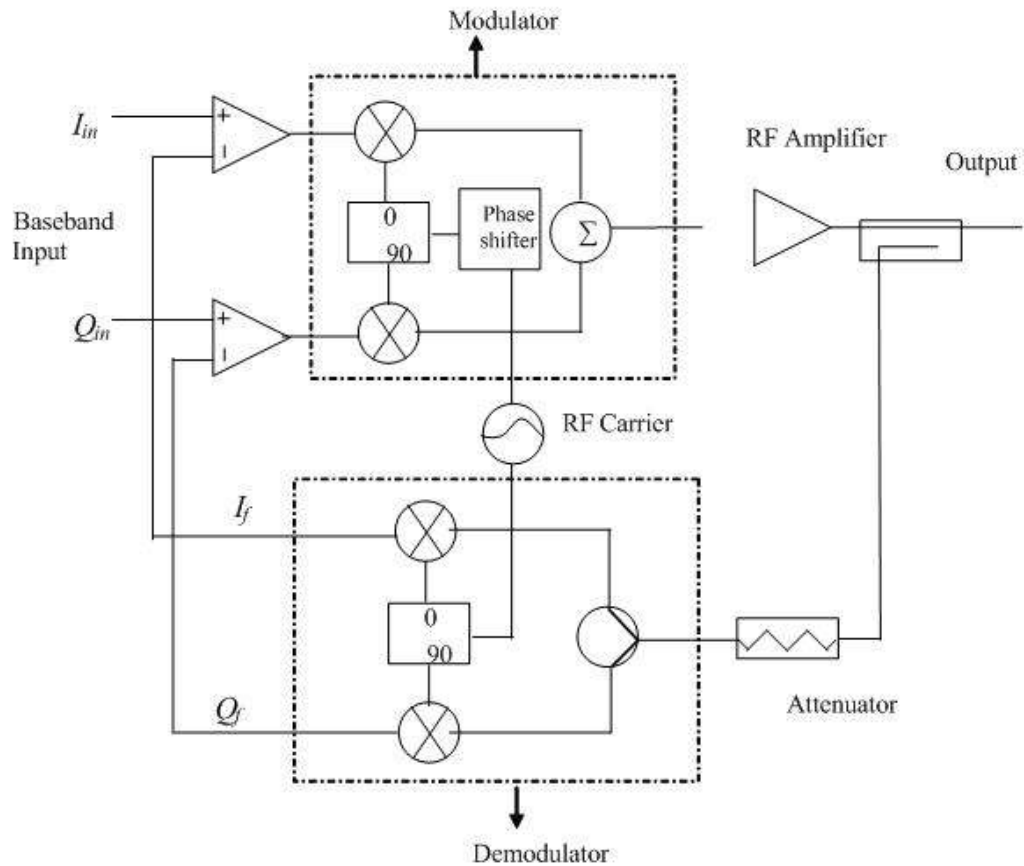 Modulator
I_in
+
−
RF Amplifier
Output
Baseband
Input
0
90
Phase
shifter
Σ
Q_in
+
−
RF Carrier
I_f
0
90
Q_f
Attenuator
Demodulator